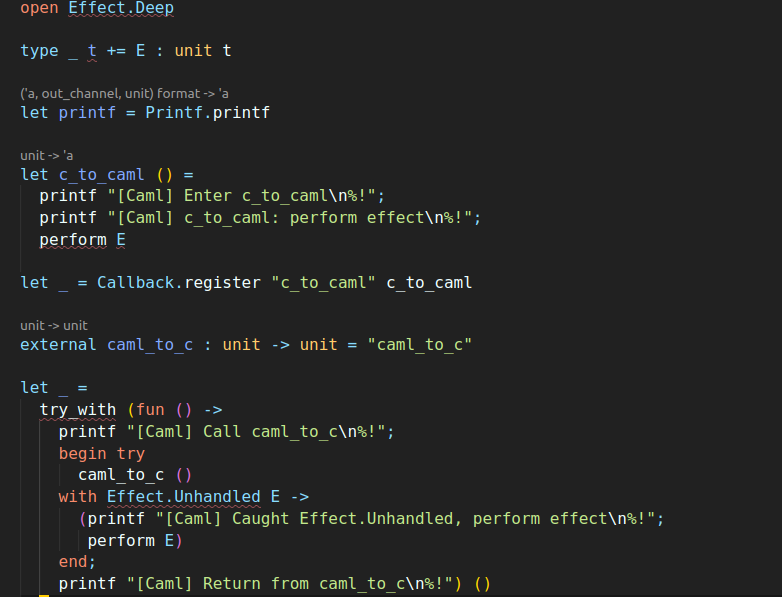 open Effect.Deep
type _ t += E : unit t
('a, out_channel, unit) format -> 'a
let printf = Printf.printf
unit -> 'a
let c_to_caml () =
printf "[Caml] Enter c_to_caml\n%!";
printf "[Caml] c_to_caml: perform effect\n%!";
perform E
let _ = Callback.register "c_to_caml" c_to_caml
unit -> unit
external caml_to_c : unit -> unit = "caml_to_c"
let _ =
try_with (fun () ->
printf "[Caml] Call caml_to_c\n%!";
begin try
caml_to_c ()
with Effect.Unhandled E ->
(printf "[Caml] Caught Effect.Unhandled, perform effect\n%!";
perform E)
end;
printf "[Caml] Return from caml_to_c\n%!") ()